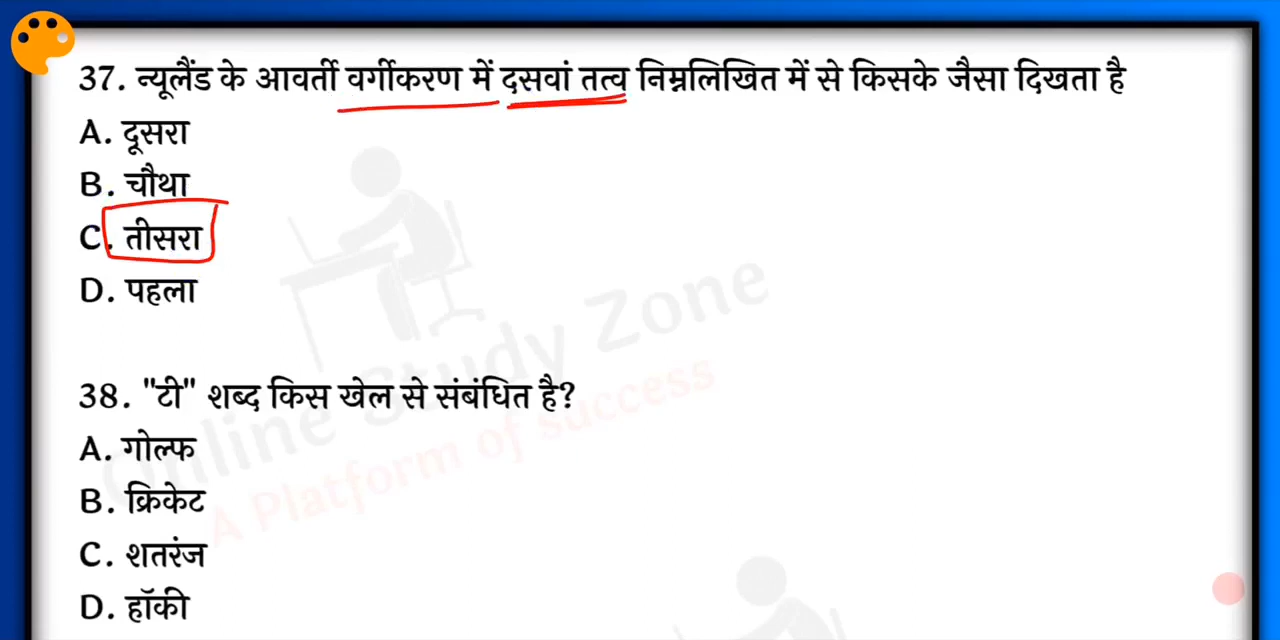 37. न्यूलैंड के आवर्ती वर्गीकरण में दसवां तत्व निम्नलिखित में से किसके जैसा दिखता है
A. दूसरा
B. चौथा
C. तीसरा
D. पहला
38. "टी" शब्द किस खेल से संबंधित है?
A. गोल्फ
B. क्रिकेट
C. शतरंज
D. हॉकी
Online Study Zone
A Platform of success